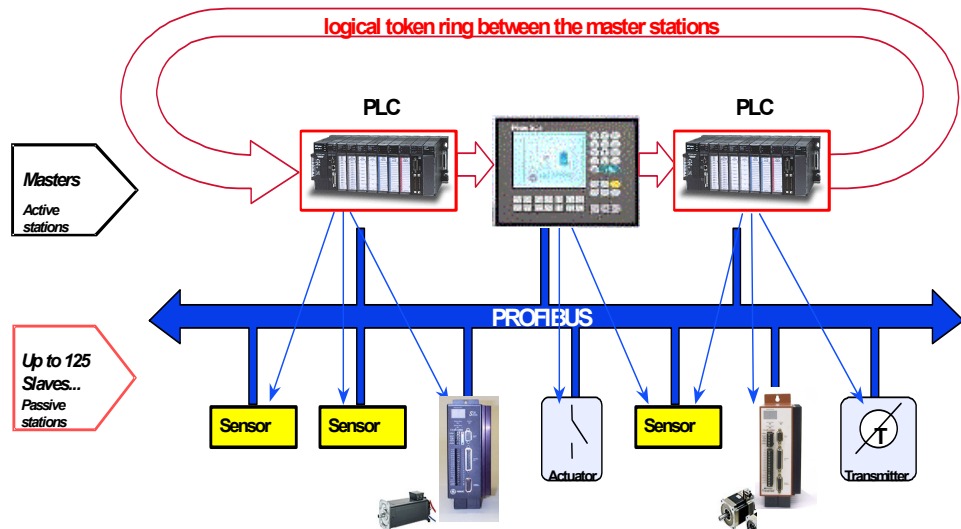 logical token ring between the master stations
PLC
PLC
Masters
Active
stations
PROFIBUS
Up to 125
Slaves...
Passive
stations
Sensor
Sensor
Actuator
Sensor
T
Transmitter